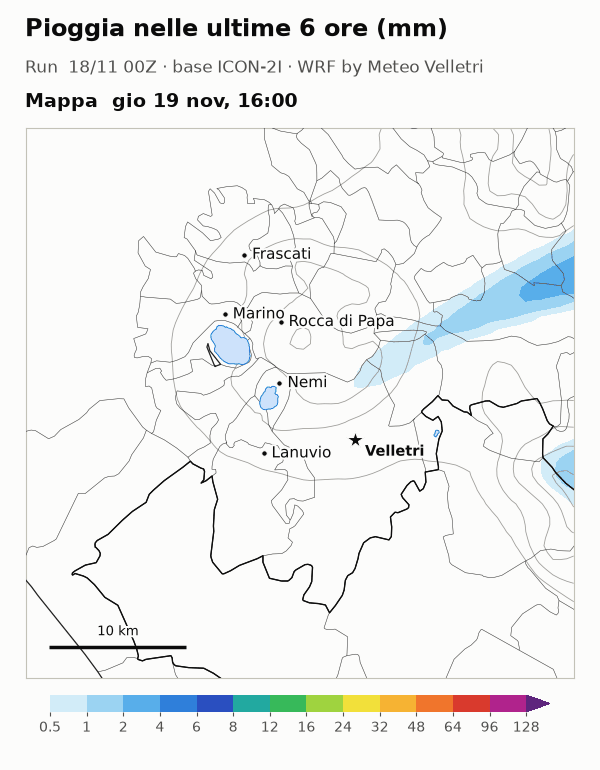 Pioggia nelle ultime 6 ore (mm)
Run 18/11 00Z · base ICON-2I · WRF by Meteo Velletri
Mappa gio 19 nov, 16:00
Frascati
Marino
Rocca di Papa
Nemi
Velletri
Lanuvio
10 km
0.5 1 2 4 6 8 12 16 24 32 48 64 96 128